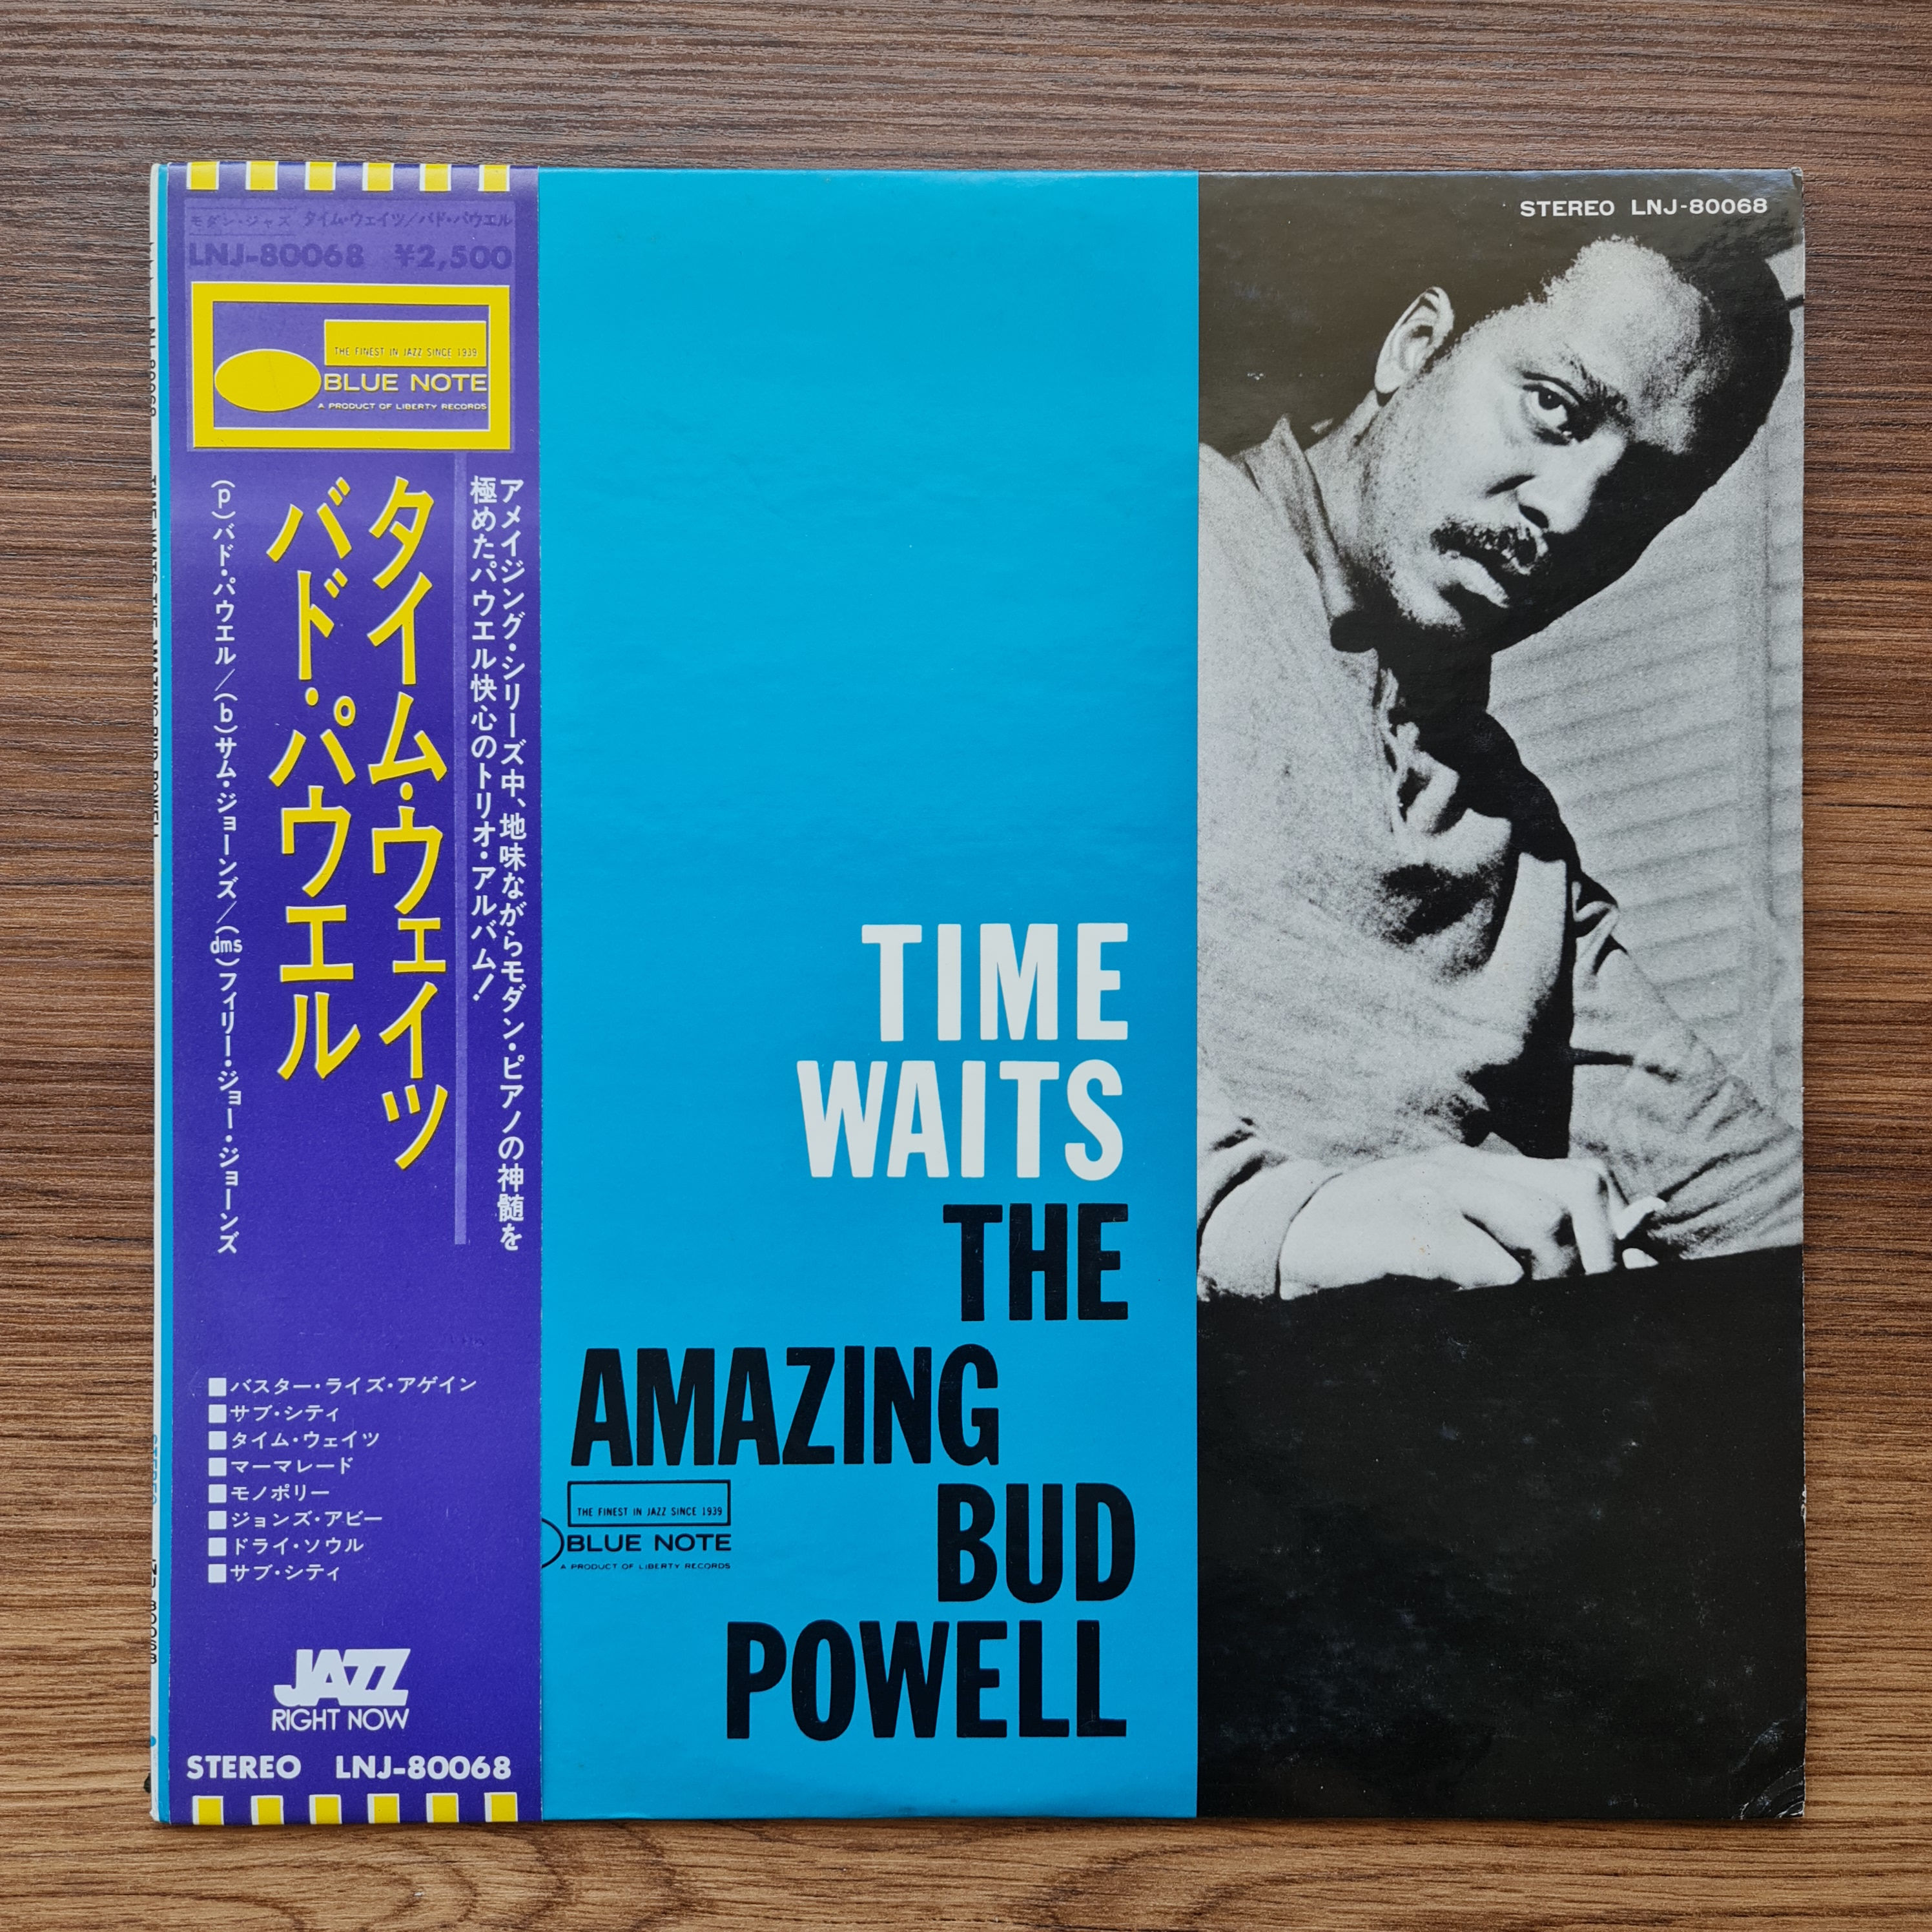 モダン・ジャズ タイム・ウェイツ/バド・パウエル
LNJ-80068 ¥2,500
THE FINEST IN JAZZ SINCE 1939
BLUE NOTE
A PRODUCT OF LIBERTY RECORDS
アメイジング・シリーズ中、地味ながらモダン・ピアノの神髄を
極めたパウエル快心のトリオ・アルバム!
タイム・ウェイツ
バド・パウエル
(p)バド・パウエル/(b)サム・ジョーンズ/(dms)フィリー・ジョー・ジョーンズ
■バスター・ライズ・アゲイン
■サブ・シティ
■タイム・ウェイツ
■マーマレード
■モノポリー
■ジョンズ・アビー
■ドライ・ソウル
■サブ・シティ
JAZZ
RIGHT NOW
STEREO LNJ-80068
STEREO LNJ-80068
TIME
WAITS
THE
AMAZING
BUD
POWELL
THE FINEST IN JAZZ SINCE 1939
BLUE NOTE
A PRODUCT OF LIBERTY RECORDS